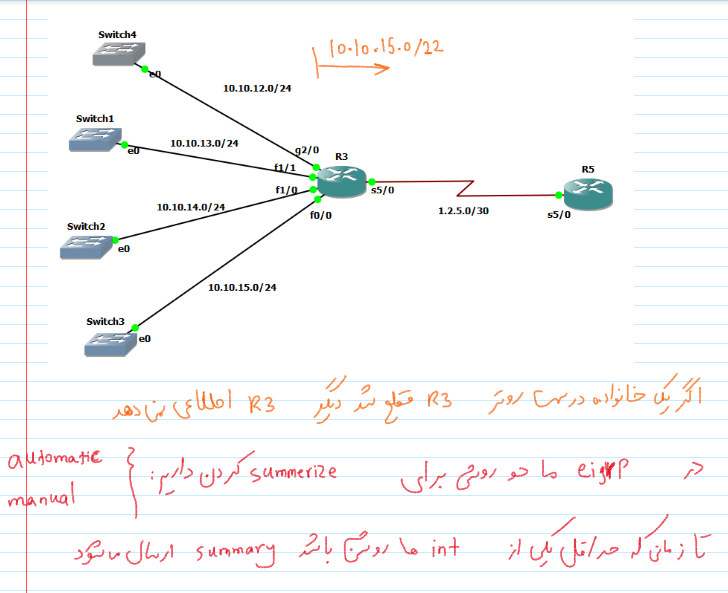 Switch4
e0
10.10.12.0/24
10.10.15.0/22
Switch1
e0
10.10.13.0/24
g2/0
R3
f1/1
f1/0
s5/0
f0/0
R5
s5/0
1.2.5.0/30
10.10.14.0/24
Switch2
e0
10.10.15.0/24
Switch3
e0
اگر یک خانواده در سمت روتر R3 قطع شد دیگر R3 اطلاعی نمی دهد
در eigrP ما دو روش برای summerize کردن داریم:
automatic
manual
تا زمانی که حداقل یکی از int ها روشن باشد summary ارسال می شود